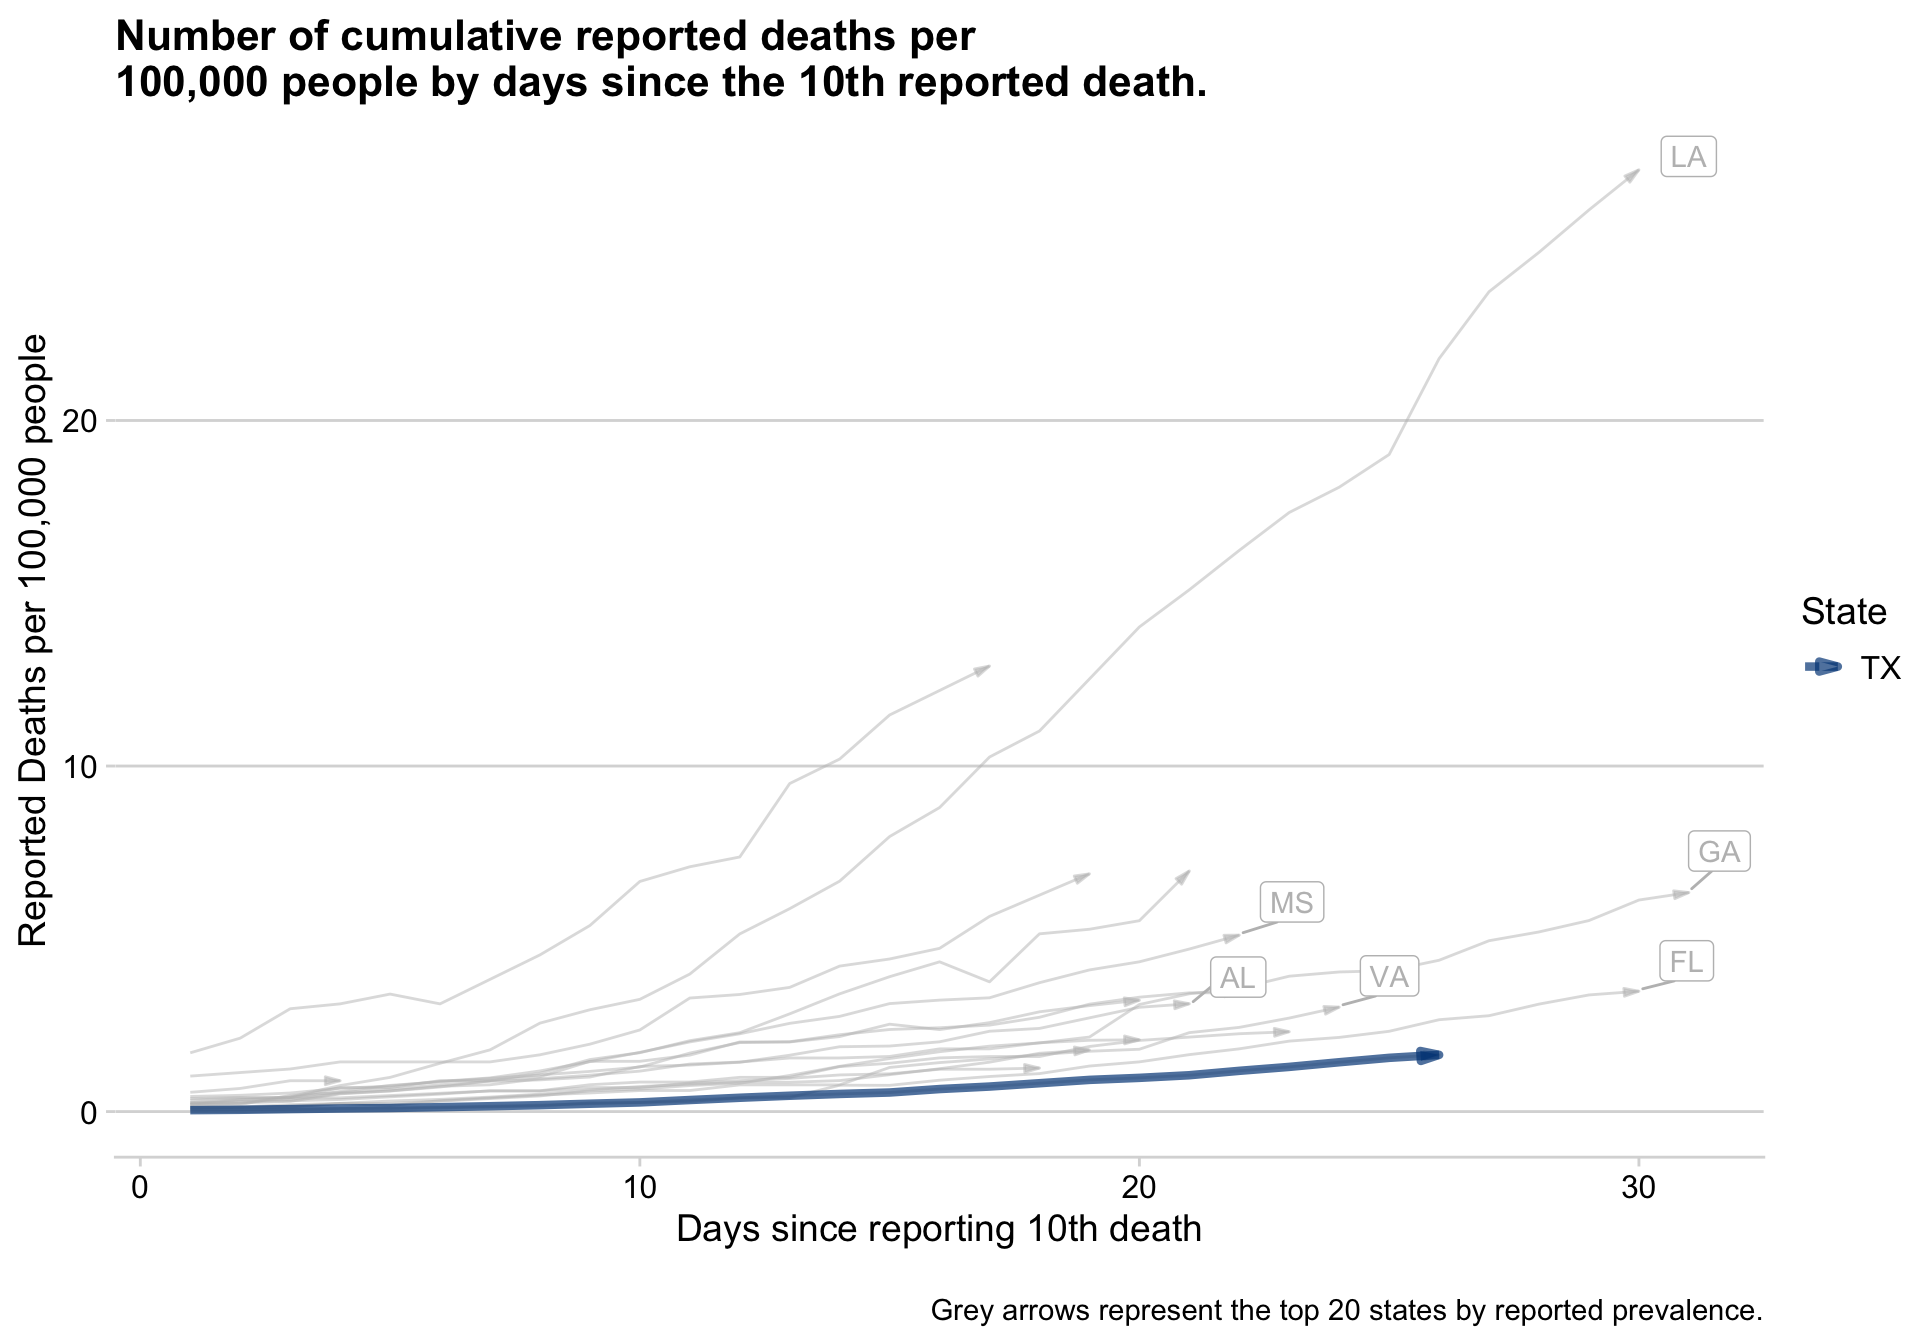 Number of cumulative reported deaths per
100,000 people by days since the 10th reported death.
Reported Deaths per 100,000 people
20
10
0
LA
GA
MS
FL
AL
VA
State
TX
0
10
20
30
Days since reporting 10th death
Grey arrows represent the top 20 states by reported prevalence.